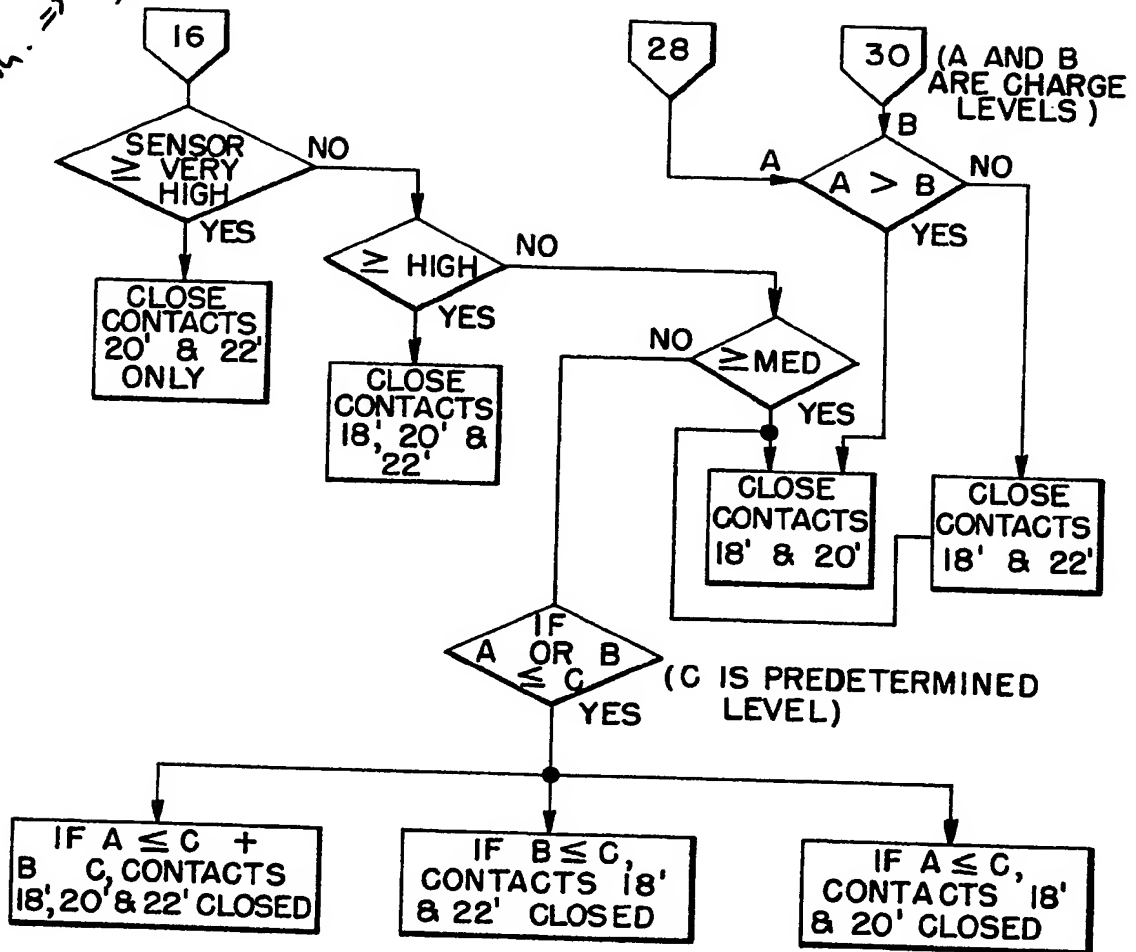 16
28
30
(A AND B
ARE CHARGE
LEVELS)
SENSOR
≥ VERY
HIGH
NO
YES
B
A
A > B
NO
YES
≥ HIGH
NO
YES
CLOSE
CONTACTS
20' & 22'
ONLY
NO
≥MED
YES
CLOSE
CONTACTS
18', 20' &
22'
CLOSE
CONTACTS
18' & 20'
CLOSE
CONTACTS
18' & 22'
IF
A OR B
≤ C
YES
(C IS PREDETERMINED
LEVEL)
IF A ≤ C +
B C, CONTACTS
18', 20' & 22' CLOSED
IF B ≤ C,
CONTACTS 18'
& 22' CLOSED
IF A ≤ C,
CONTACTS 18'
& 20' CLOSED